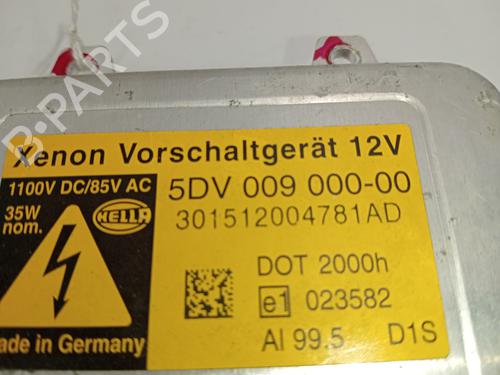 Xenon Vorschaltgerät 12V
1100V DC/85V AC
35W
nom.
HELLA
5DV 009 000-00
301512004781AD
DOT 2000h
e1 023582
Al 99.5 D1S
Made in Germany
B-PARTS